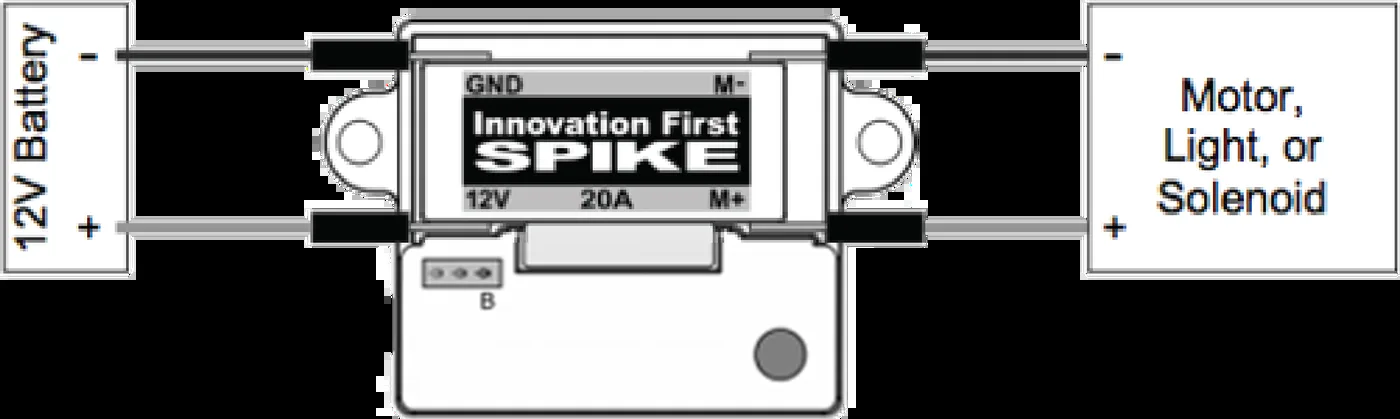 12V Battery
-
+
GND M-
Innovation First
SPIKE
12V 20A M+
B
-
+
Motor,
Light, or
Solenoid